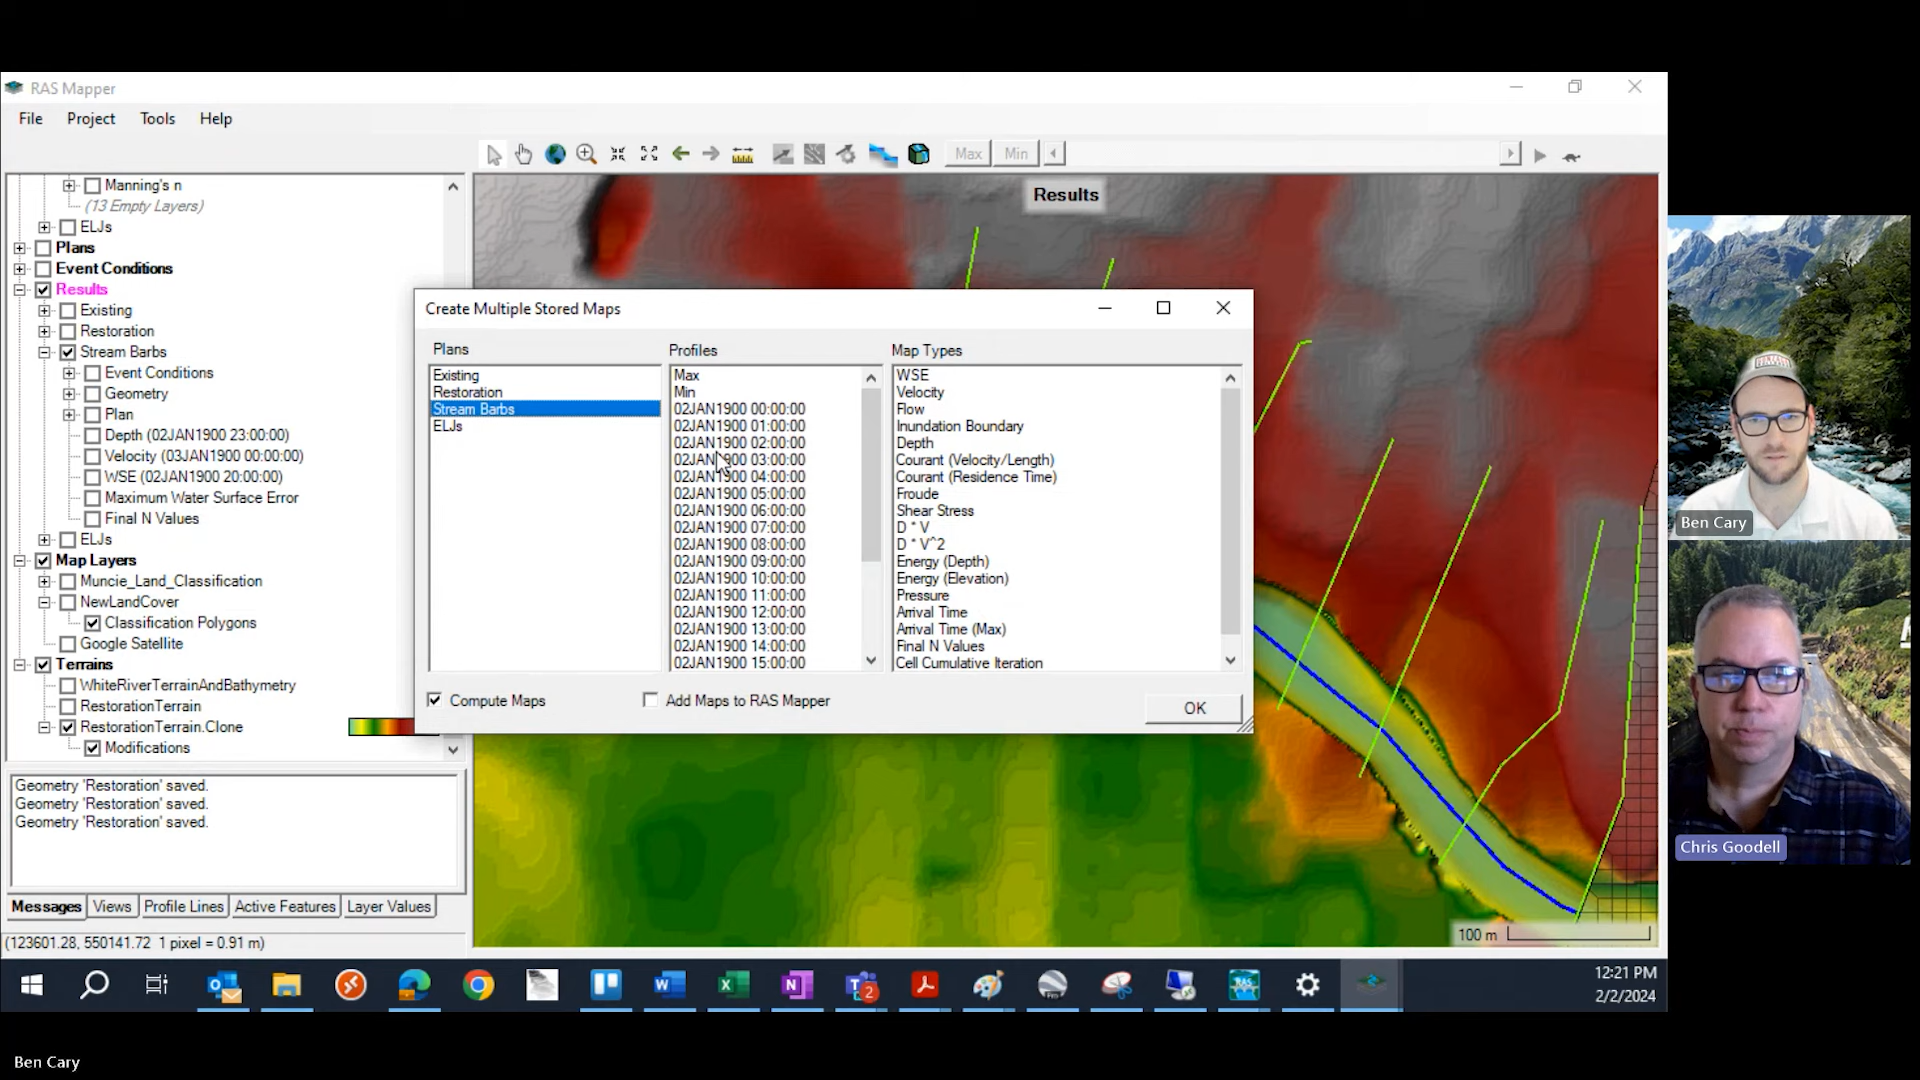 RAS Mapper
File Project Tools Help
Max Min
Manning's n
(13 Empty Layers)
ELJs
Plans
Event Conditions
Results
Existing
Restoration
Stream Barbs
Event Conditions
Geometry
Plan
Depth (02JAN1900 23:00:00)
Velocity (03JAN1900 00:00:00)
WSE (02JAN1900 20:00:00)
Maximum Water Surface Error
Final N Values
ELJs
Map Layers
Muncie_Land_Classification
NewLandCover
Classification Polygons
Google Satellite
Terrains
WhiteRiverTerrainAndBathymetry
RestorationTerrain
RestorationTerrain.Clone
Modifications
Geometry 'Restoration' saved.
Geometry 'Restoration' saved.
Geometry 'Restoration' saved.
Messages Views Profile Lines Active Features Layer Values
(123601.28, 550141.72 1 pixel = 0.91 m)
Results
Create Multiple Stored Maps
Plans
Existing
Restoration
Stream Barbs
ELJs
Profiles
Max
Min
02JAN1900 00:00:00
02JAN1900 01:00:00
02JAN1900 02:00:00
02JAN1900 03:00:00
02JAN1900 04:00:00
02JAN1900 05:00:00
02JAN1900 06:00:00
02JAN1900 07:00:00
02JAN1900 08:00:00
02JAN1900 09:00:00
02JAN1900 10:00:00
02JAN1900 11:00:00
02JAN1900 12:00:00
02JAN1900 13:00:00
02JAN1900 14:00:00
02JAN1900 15:00:00
Map Types
WSE
Velocity
Flow
Inundation Boundary
Depth
Courant (Velocity/Length)
Courant (Residence Time)
Froude
Shear Stress
D * V
D * V^2
Energy (Depth)
Energy (Elevation)
Pressure
Arrival Time
Arrival Time (Max)
Final N Values
Cell Cumulative Iteration
Compute Maps
Add Maps to RAS Mapper
OK
100 m
12:21 PM
2/2/2024
Ben Cary
Chris Goodell
Ben Cary